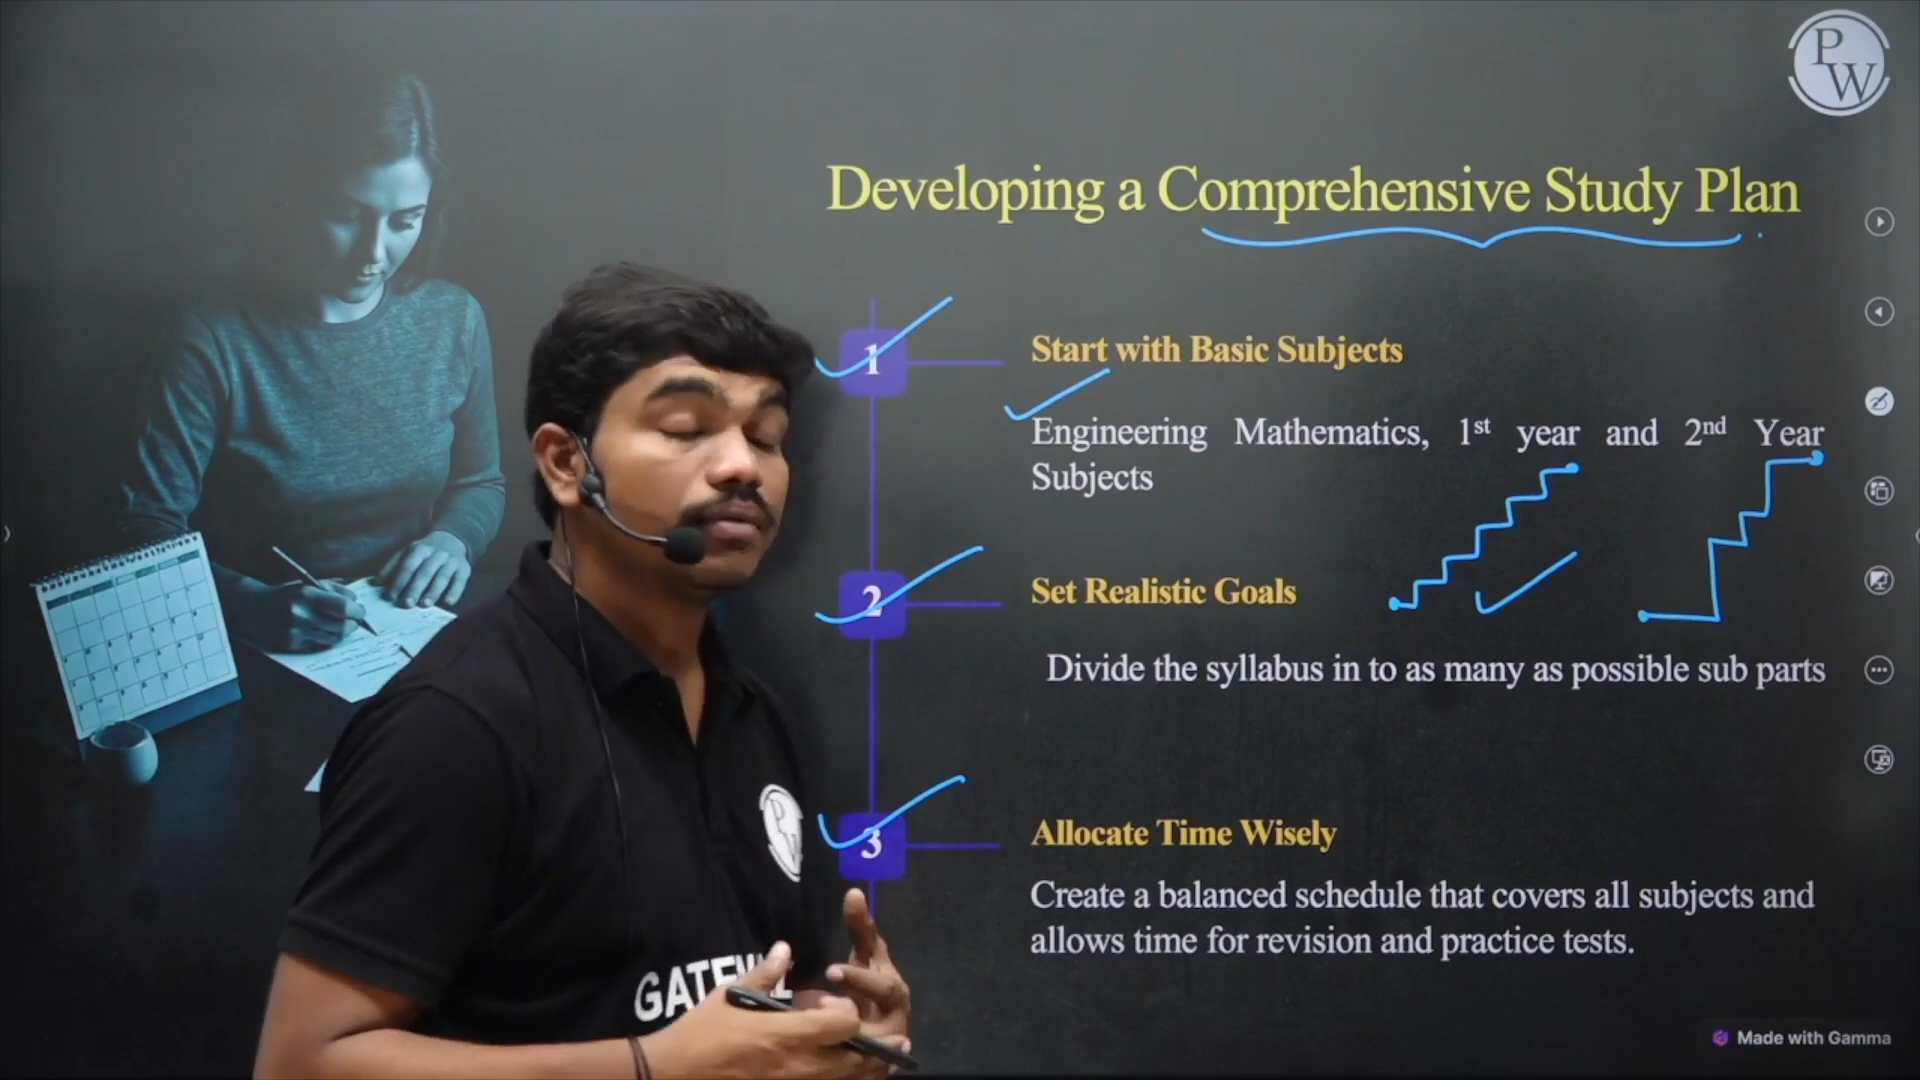 PW
Developing a Comprehensive Study Plan
1
Start with Basic Subjects
Engineering Mathematics, 1st year and 2nd Year
Subjects
2
Set Realistic Goals
Divide the syllabus in to as many as possible sub parts
3
Allocate Time Wisely
Create a balanced schedule that covers all subjects and
allows time for revision and practice tests.
PW
Made with Gamma